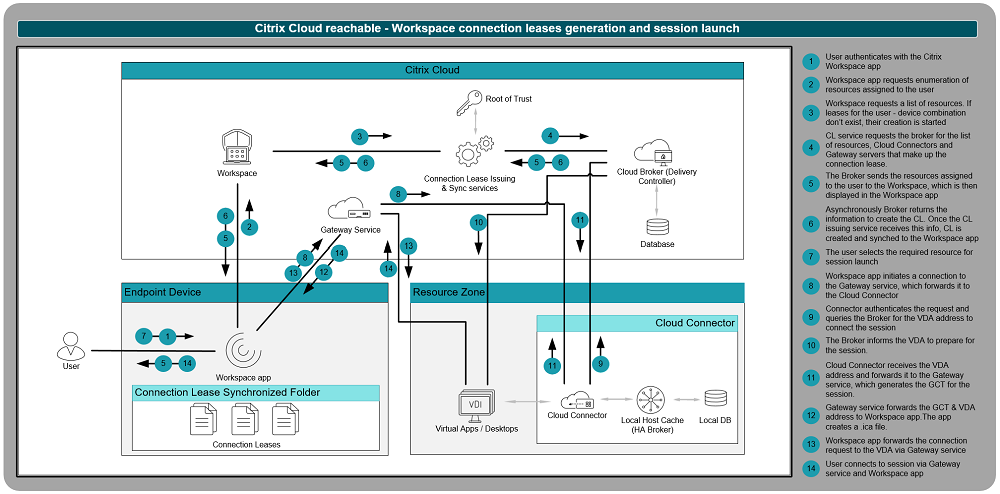 Citrix Cloud reachable - Workspace connection leases generation and session launch
Citrix Cloud
Root of Trust
3
4
5 6
5 6
Workspace
Connection Lease Issuing
& Sync services
Cloud Broker (Delivery
Controller)
8
6
5
2
Gateway Service
10
11
Database
13
8
13
14
12
14
Endpoint Device
Resource Zone
Cloud Connector
7 1
User
5 14
Workspace app
11
9
Connection Lease Synchronized Folder
Connection Leases
VDI
Virtual Apps / Desktops
Cloud Connector
Local Host Cache
(HA Broker)
Local DB
1 User authenticates with the Citrix
Workspace app
2 Workspace app requests enumeration of
resources assigned to the user
3 Workspace requests a list of resources. If
leases for the user - device combination
don't exist, their creation is started
4 CL service requests the broker for the list
of resources, Cloud Connectors and
Gateway servers that make up the
connection lease.
5 The Broker sends the resources assigned
to the user to the Workspace, which is then
displayed in the Workspace app
6 Asynchronously Broker returns the
information to create the CL. Once the CL
issuing service receives this info, CL is
created and synched to the Workspace app
7 The user selects the required resource for
session launch
8 Workspace app initiates a connection to
the Gateway service, which forwards it to
the Cloud Connector
9 Connector authenticates the request and
queries the Broker for the VDA address to
connect the session
10 The Broker informs the VDA to prepare for
the session.
11 Cloud Connector receives the VDA
address and forwards it to the Gateway
service, which generates the GCT for the
session.
12 Gateway service forwards the GCT & VDA
address to Workspace app.The app
creates a .ica file.
13 Workspace app forwards the connection
request to the VDA via Gateway service
14 User connects to session via Gateway
service and Workspace app